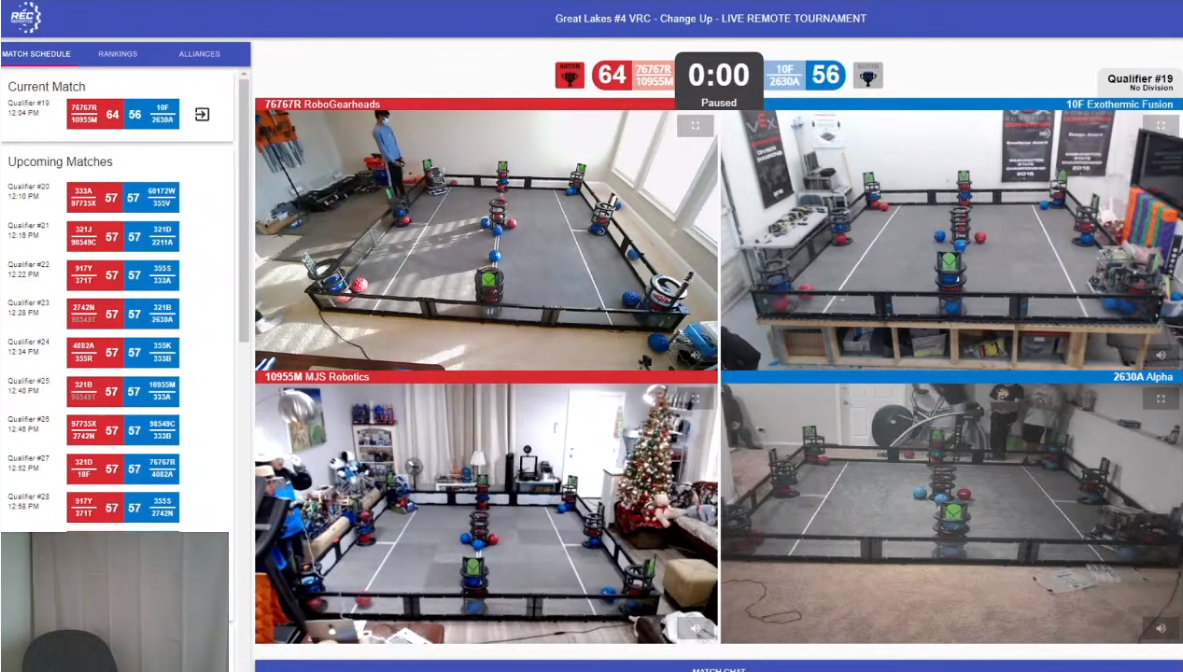 REC
Great Lakes #4 VRC - Change Up - LIVE REMOTE TOURNAMENT
MATCH SCHEDULE
RANKINGS
ALLIANCES
Current Match
Qualifier #19
12:04 PM
76767R
10955M
64
56
10F
2630A
Upcoming Matches
Qualifier #20
12:10 PM
333A
97735X
57
57
60172W
355V
Qualifier #21
12:16 PM
321J
98549C
57
57
321D
2211A
Qualifier #22
12:22 PM
917Y
371T
57
57
355S
333A
Qualifier #23
12:28 PM
2742N
98549T
57
57
321B
2630A
Qualifier #24
12:34 PM
4082A
355R
57
57
355K
333B
Qualifier #25
12:40 PM
321B
98549T
57
57
10955M
333A
Qualifier #26
12:46 PM
97735X
2742N
57
57
98549C
333B
Qualifier #27
12:52 PM
321D
10F
57
57
76767R
4082A
Qualifier #28
12:58 PM
917Y
371T
57
57
355S
2742N
AUTON
64
76767R
10955M
0:00
Paused
10F
2630A
56
AUTON
Qualifier #19
No Division
76767R RoboGearheads
10F Exothermic Fusion
VEX
10955M MJS Robotics
2630A Alpha
MATCH CHAT